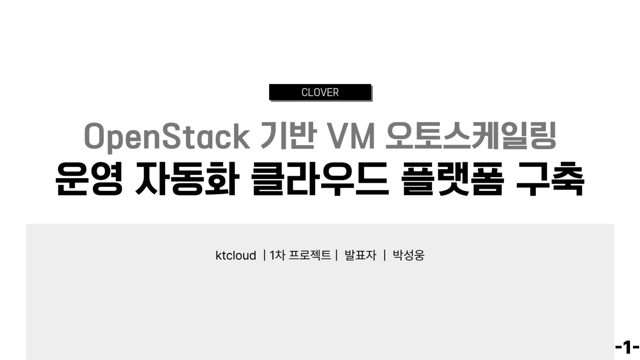 CLOVER
OpenStack 기반 VM 오토스케일링
운영 자동화 클라우드 플랫폼 구축
ktcloud | 1차 프로젝트 | 발표자 | 박성웅
-1-